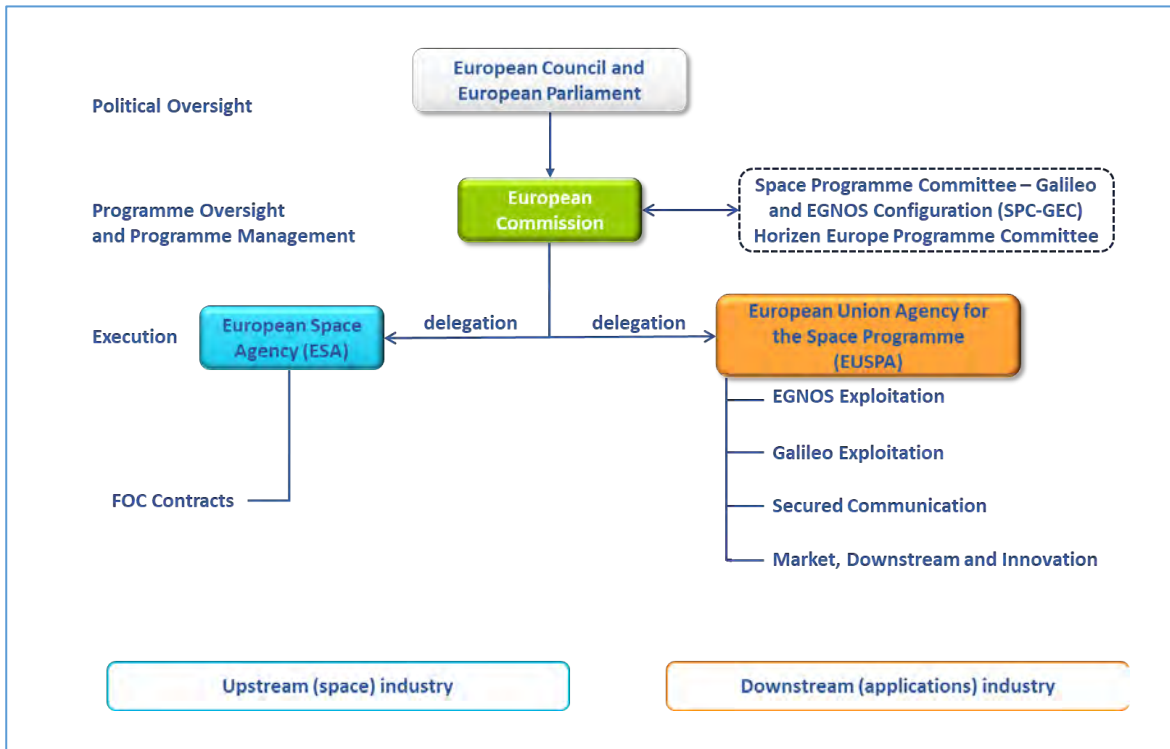 European Council and
European Parliament
Political Oversight
European
Commission
Space Programme Committee – Galileo
and EGNOS Configuration (SPC-GEC)
Horizen Europe Programme Committee
Programme Oversight
and Programme Management
Execution
European Space
Agency (ESA)
delegation
delegation
European Union Agency for
the Space Programme
(EUSPA)
EGNOS Exploitation
Galileo Exploitation
FOC Contracts
Secured Communication
Market, Downstream and Innovation
Upstream (space) industry
Downstream (applications) industry